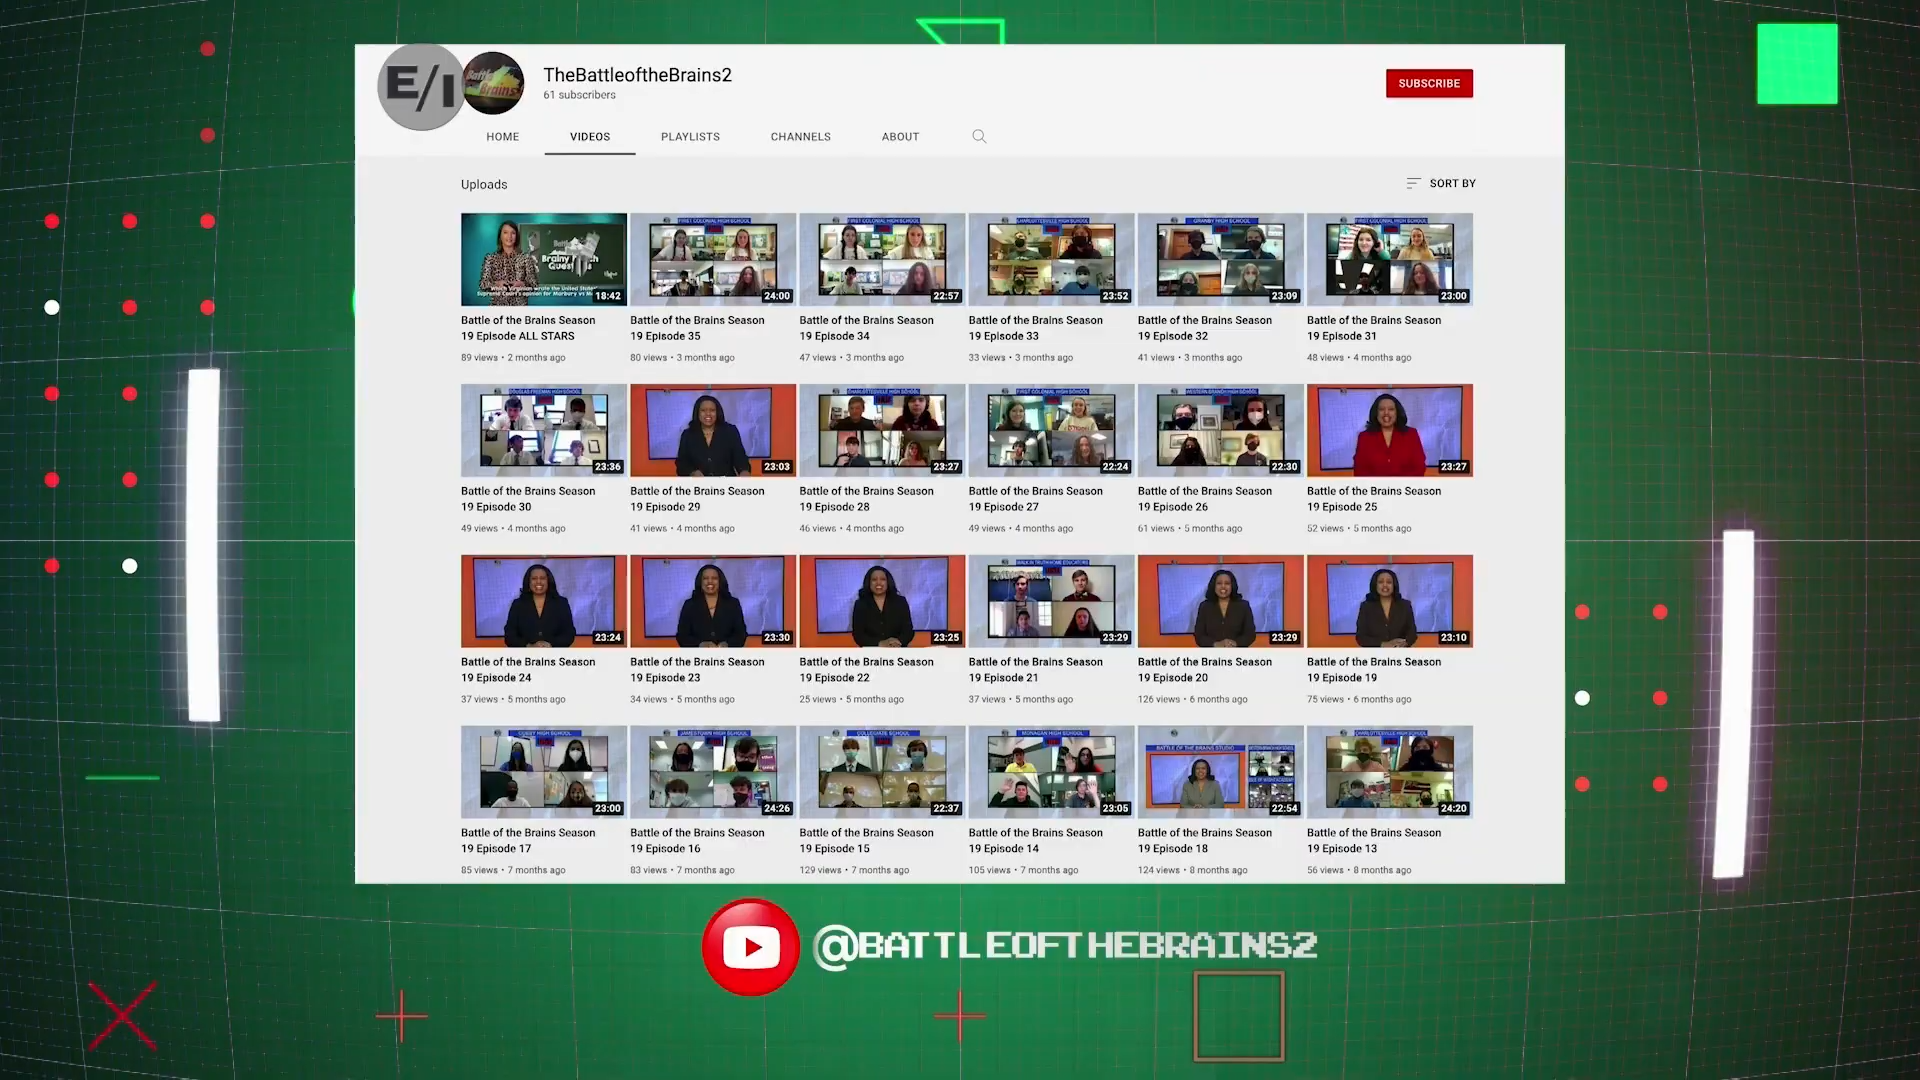 E/I
Battle
Brains
TheBattleoftheBrains2
61 subscribers
SUBSCRIBE
HOME
VIDEOS
PLAYLISTS
CHANNELS
ABOUT
Uploads
SORT BY
18:42
24:00
22:57
23:52
23:09
23:00
Battle of the Brains Season
19 Episode ALL STARS
89 views • 2 months ago
Battle of the Brains Season
19 Episode 35
80 views • 3 months ago
Battle of the Brains Season
19 Episode 34
47 views • 3 months ago
Battle of the Brains Season
19 Episode 33
33 views • 3 months ago
Battle of the Brains Season
19 Episode 32
41 views • 3 months ago
Battle of the Brains Season
19 Episode 31
48 views • 4 months ago
23:36
23:03
23:27
22:24
22:30
23:27
Battle of the Brains Season
19 Episode 30
49 views • 4 months ago
Battle of the Brains Season
19 Episode 29
41 views • 4 months ago
Battle of the Brains Season
19 Episode 28
46 views • 4 months ago
Battle of the Brains Season
19 Episode 27
49 views • 4 months ago
Battle of the Brains Season
19 Episode 26
61 views • 5 months ago
Battle of the Brains Season
19 Episode 25
52 views • 5 months ago
23:24
23:30
23:25
23:29
23:29
23:10
Battle of the Brains Season
19 Episode 24
37 views • 5 months ago
Battle of the Brains Season
19 Episode 23
34 views • 5 months ago
Battle of the Brains Season
19 Episode 22
25 views • 5 months ago
Battle of the Brains Season
19 Episode 21
37 views • 5 months ago
Battle of the Brains Season
19 Episode 20
126 views • 6 months ago
Battle of the Brains Season
19 Episode 19
75 views • 6 months ago
23:00
24:26
22:37
23:05
22:54
24:20
Battle of the Brains Season
19 Episode 17
85 views • 7 months ago
Battle of the Brains Season
19 Episode 16
83 views • 7 months ago
Battle of the Brains Season
19 Episode 15
129 views • 7 months ago
Battle of the Brains Season
19 Episode 14
105 views • 7 months ago
Battle of the Brains Season
19 Episode 18
124 views • 8 months ago
Battle of the Brains Season
19 Episode 13
56 views • 8 months ago
@BATTLEOFTHEBRAINS2